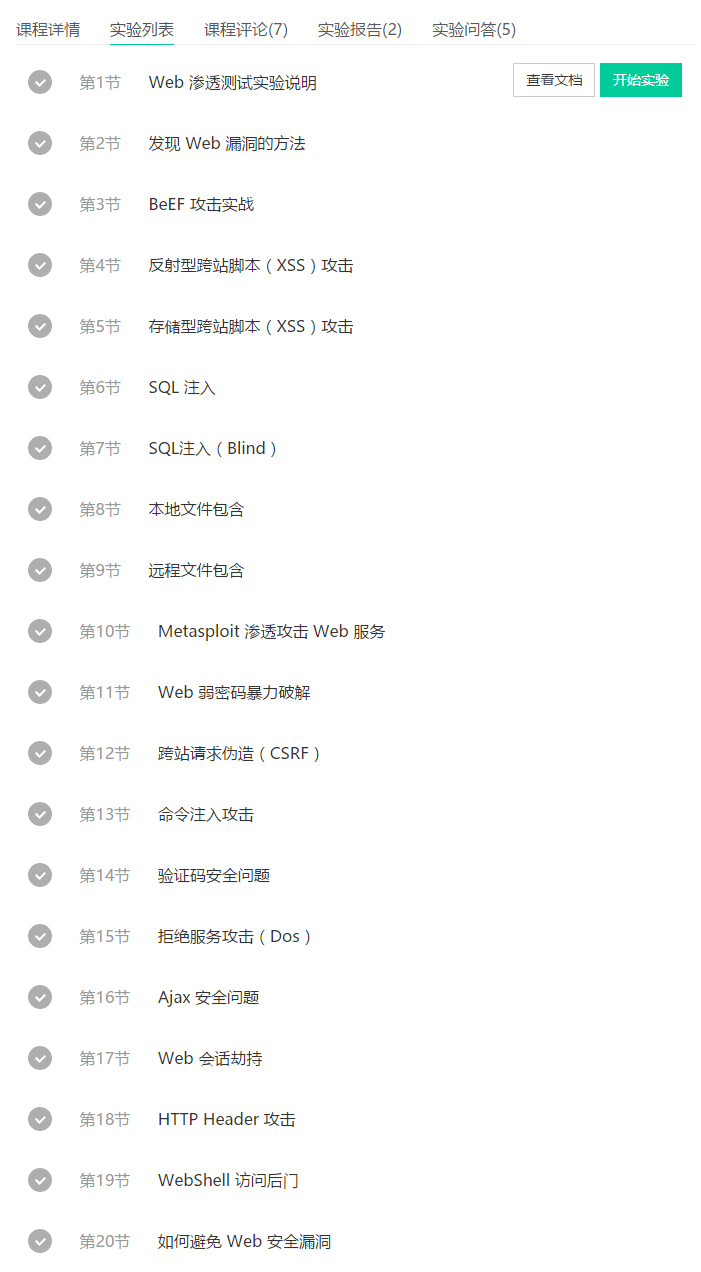 课程详情 实验列表 课程评论(7) 实验报告(2) 实验问答(5)
第1节 Web 渗透测试实验说明 查看文档 开始实验
第2节 发现 Web 漏洞的方法
第3节 BeEF 攻击实战
第4节 反射型跨站脚本（XSS）攻击
第5节 存储型跨站脚本（XSS）攻击
第6节 SQL 注入
第7节 SQL注入（Blind）
第8节 本地文件包含
第9节 远程文件包含
第10节 Metasploit 渗透攻击 Web 服务
第11节 Web 弱密码暴力破解
第12节 跨站请求伪造（CSRF）
第13节 命令注入攻击
第14节 验证码安全问题
第15节 拒绝服务攻击（Dos）
第16节 Ajax 安全问题
第17节 Web 会话劫持
第18节 HTTP Header 攻击
第19节 WebShell 访问后门
第20节 如何避免 Web 安全漏洞